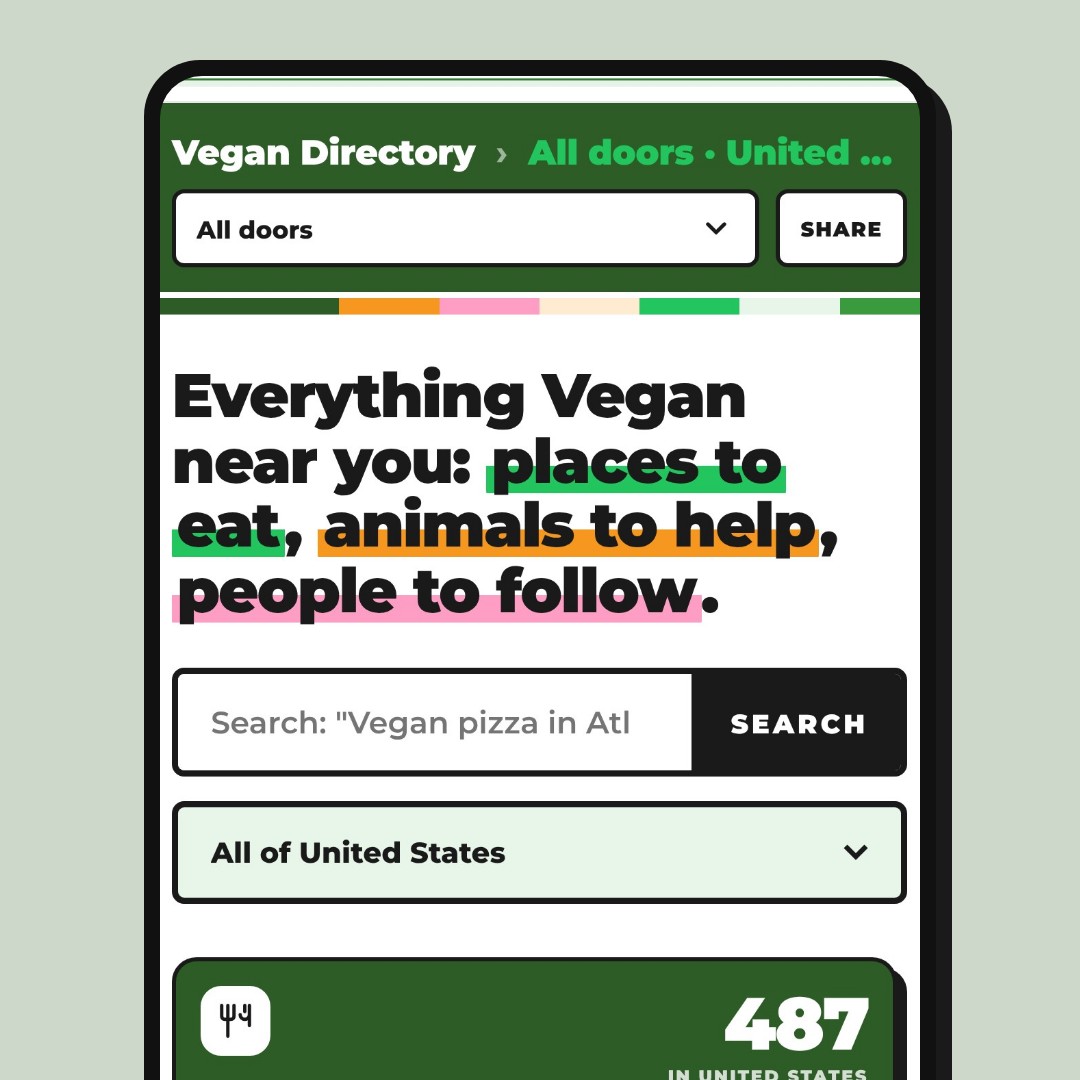 Vegan Directory › All doors · United ...
All doors
SHARE
Everything Vegan
near you: places to
eat, animals to help,
people to follow.
Search: "Vegan pizza in Atl
SEARCH
All of United States
487
IN UNITED STATES